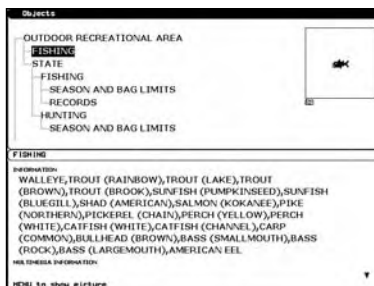 Objects
OUTDOOR RECREATIONAL AREA
FISHING
STATE
FISHING
SEASON AND BAG LIMITS
RECORDS
HUNTING
SEASON AND BAG LIMITS
FISHING
INFORMATION
WALLEYE,TROUT (RAINBOW),TROUT (LAKE),TROUT
(BROWN),TROUT (BROOK),SUNFISH (PUMPKINSEED),SUNFISH
(BLUEGILL),SHAD (AMERICAN),SALMON (KOKANEE),PIKE
(NORTHERN),PICKEREL (CHAIN),PERCH (YELLOW),PERCH
(WHITE),CATFISH (WHITE),CATFISH (CHANNEL),CARP
(COMMON),BULLHEAD (BROWN),BASS (SMALLMOUTH),BASS
(ROCK),BASS (LARGEMOUTH),AMERICAN EEL
MULTIMEDIA INFORMATION
MENU to show picture